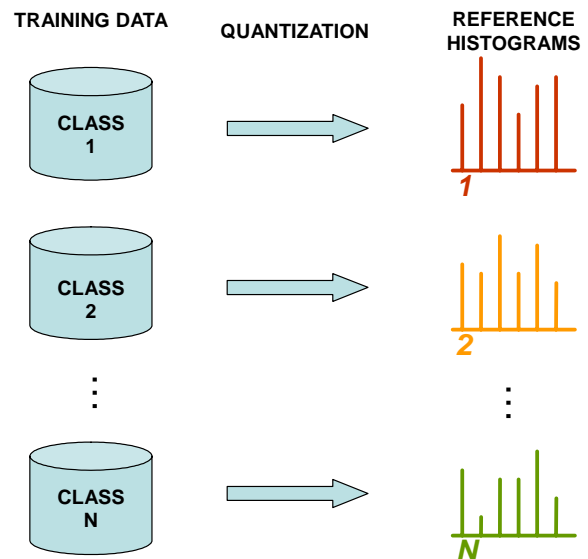 TRAINING DATA
QUANTIZATION
REFERENCE
HISTOGRAMS
CLASS
1
1
CLASS
2
2
CLASS
N
N